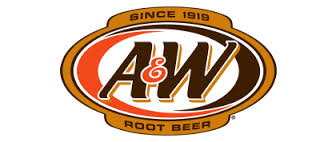 SINCE 1919
A&W
ROOT BEER
®